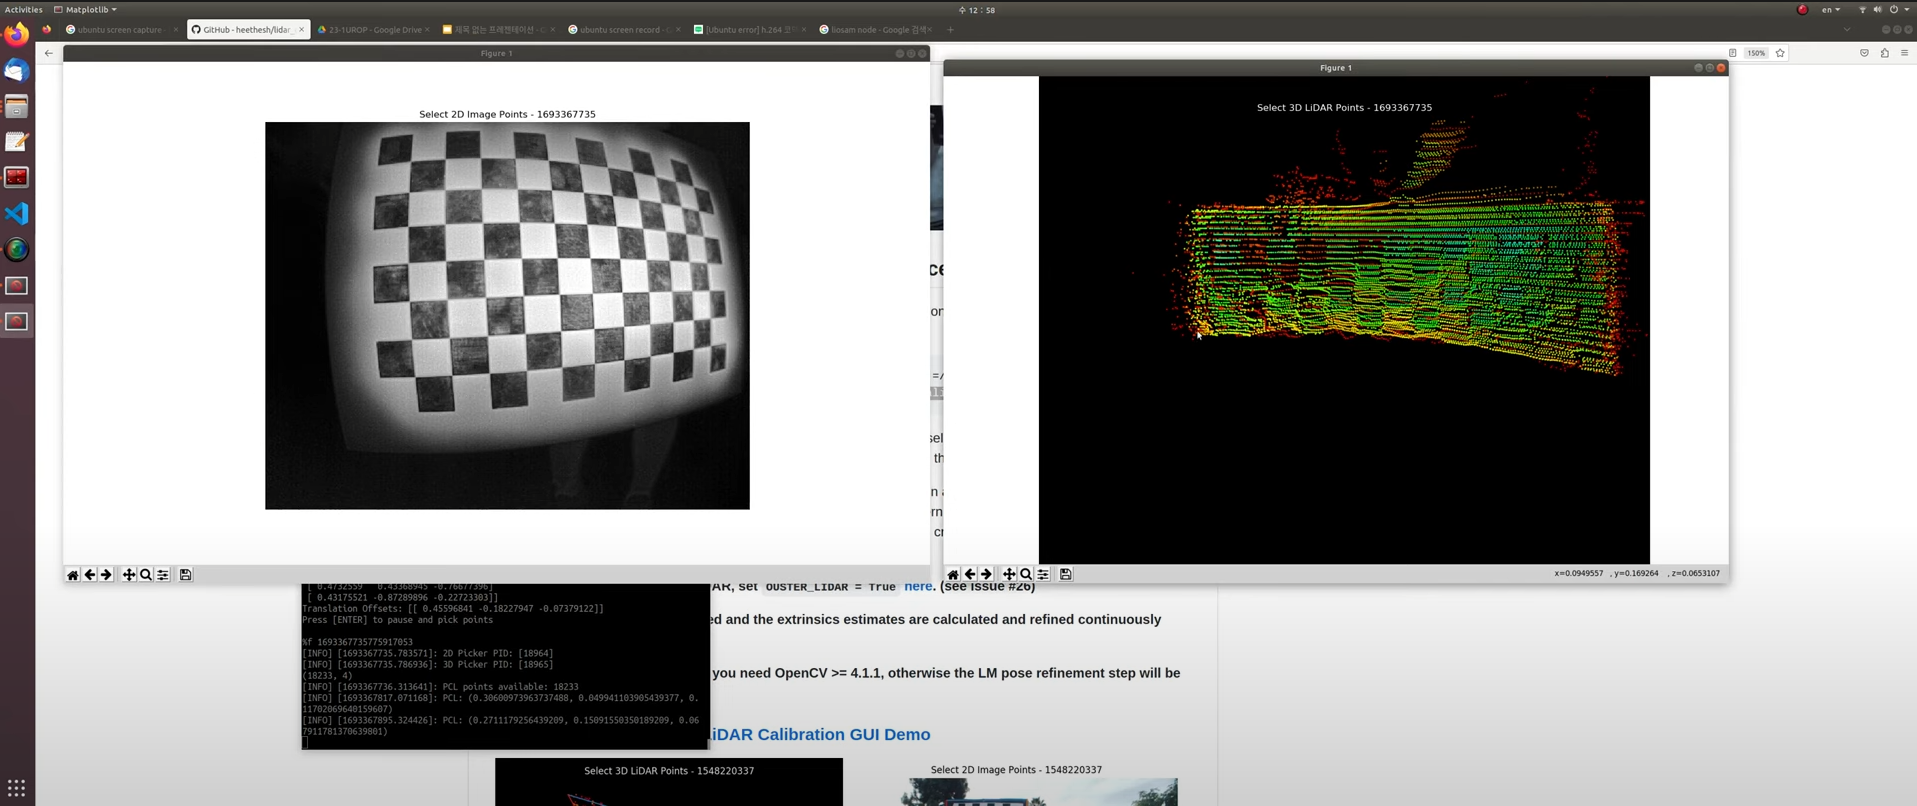 Activities
Matplotlib
수 12 : 58
en
ubuntu screen capture
GitHub - heethesh/lidar_
23-1UROP - Google Drive
제목 없는 프레젠테이션 - G
ubuntu screen record - G
[Ubuntu error] h.264
liosam node - Google 검색
150%
Figure 1
Select 2D Image Points - 1693367735
Figure 1
Select 3D LiDAR Points - 1693367735
x=0.0949557 , y=0.169264 , z=0.0653107
[ 0.4732559 0.43368945 -0.76677396]
[ 0.43175521 -0.87289896 -0.22723303]]
Translation Offsets: [[ 0.45596841 -0.18227947 -0.07379122]]
Press [ENTER] to pause and pick points
%f 1693367735775917053
[INFO] [1693367735.783571]: 2D Picker PID: [18964]
[INFO] [1693367735.786936]: 3D Picker PID: [18965]
(18233, 4)
[INFO] [1693367736.313641]: PCL points available: 18233
[INFO] [1693367817.071168]: PCL: (0.30600973963737488, 0.049941103905439377, 0.
11702069640159607)
[INFO] [1693367895.324426]: PCL: (0.2711179256439209, 0.15091550350189209, 0.06
7911781370639801)
AR, set OUSTER_LIDAR = True here. (see Issue #26)
ed and the extrinsics estimates are calculated and refined continuously
you need OpenCV >= 4.1.1, otherwise the LM pose refinement step will be
LiDAR Calibration GUI Demo
Select 3D LiDAR Points - 1548220337
Select 2D Image Points - 1548220337